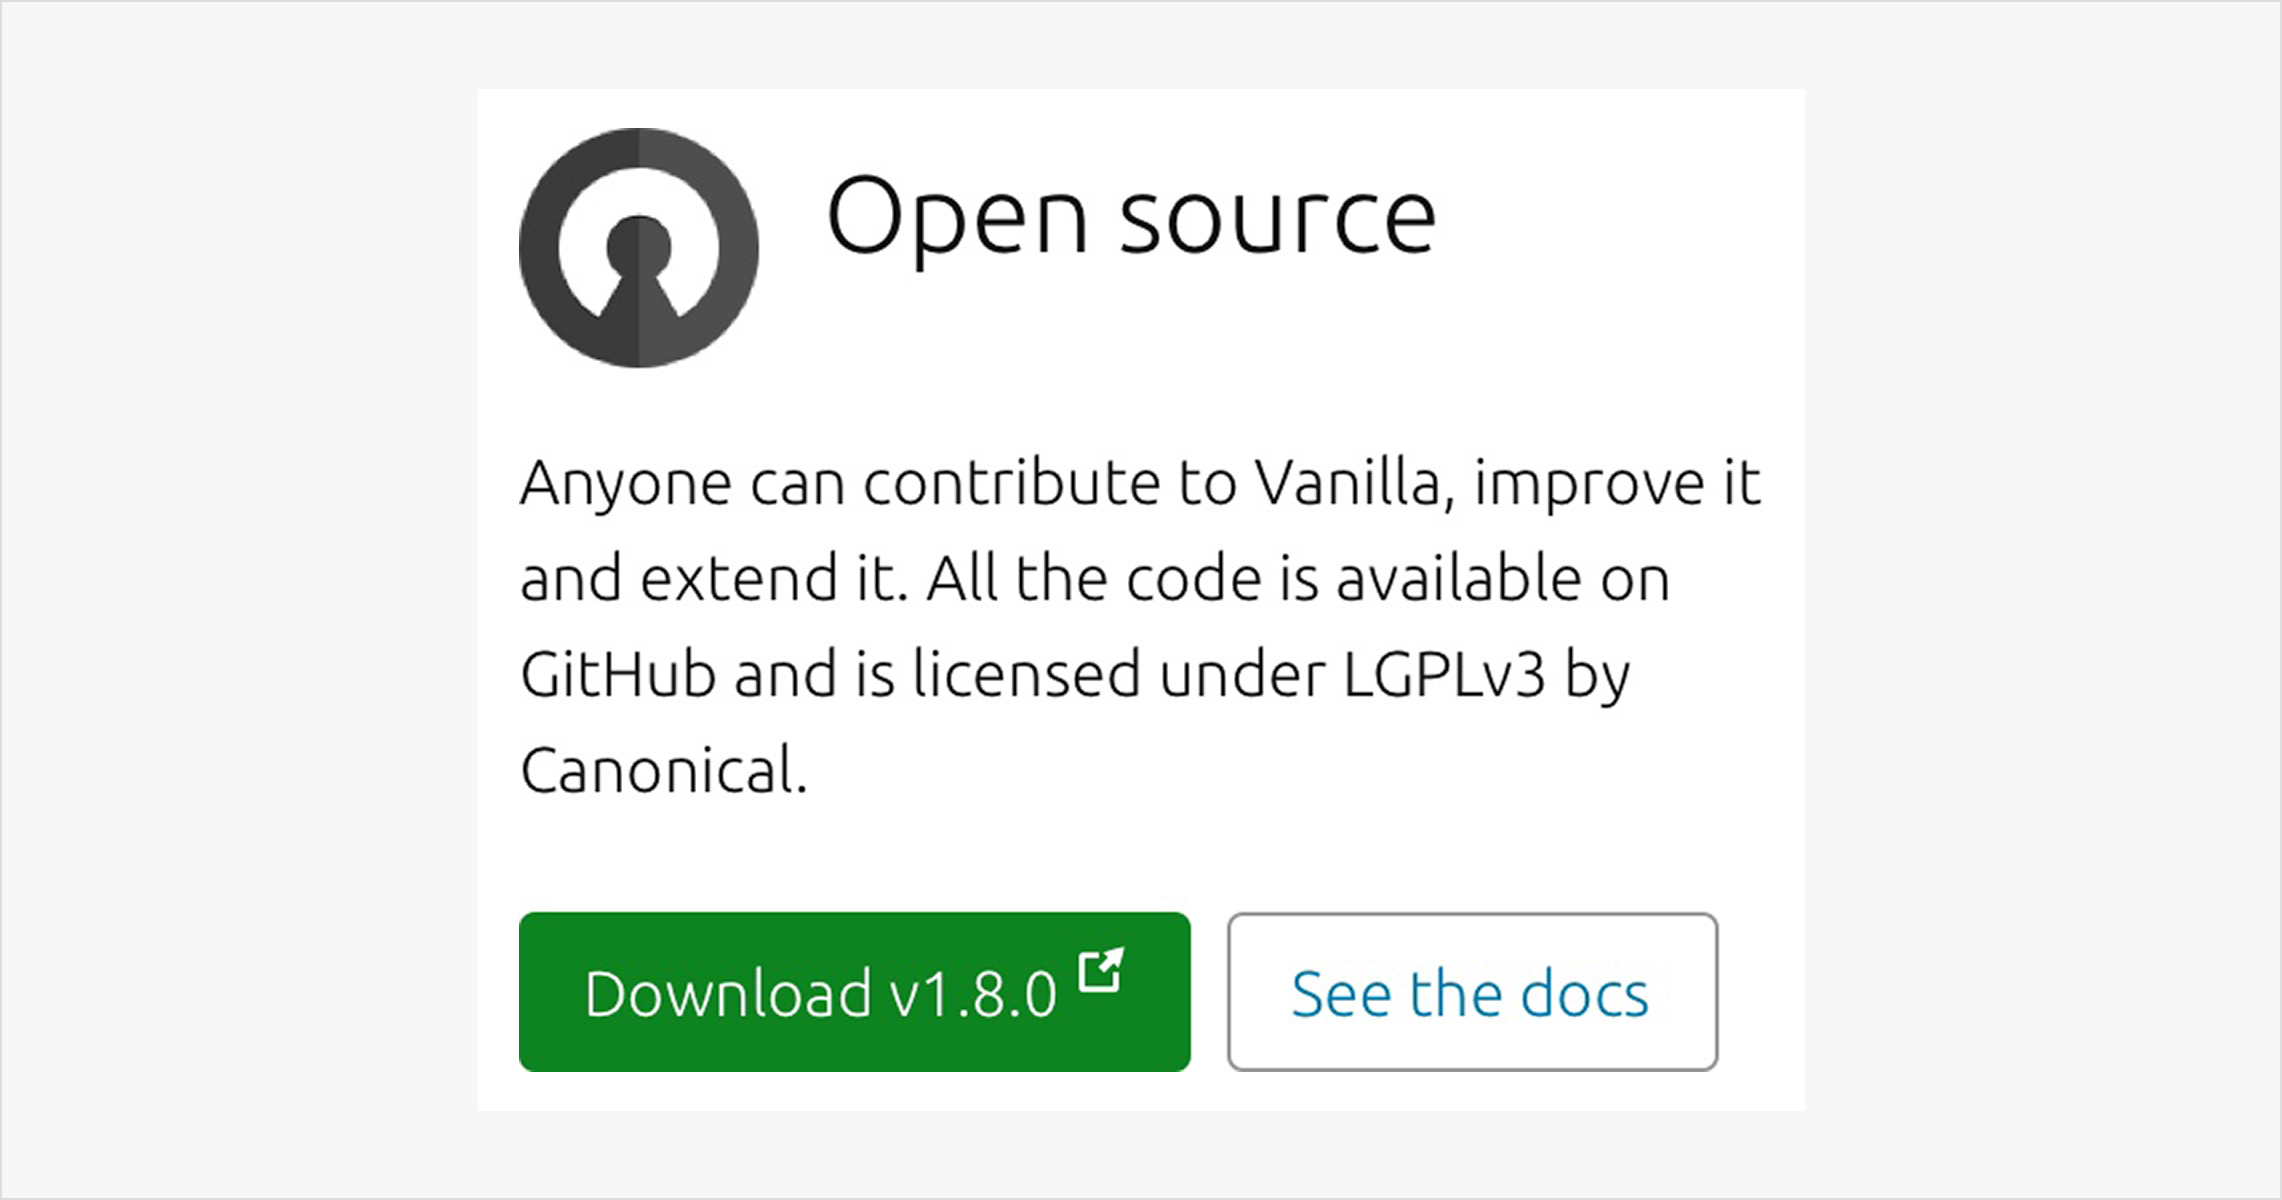 Open source
Anyone can contribute to Vanilla, improve it
and extend it. All the code is available on
GitHub and is licensed under LGPLv3 by
Canonical.
Download v1.8.0
See the docs